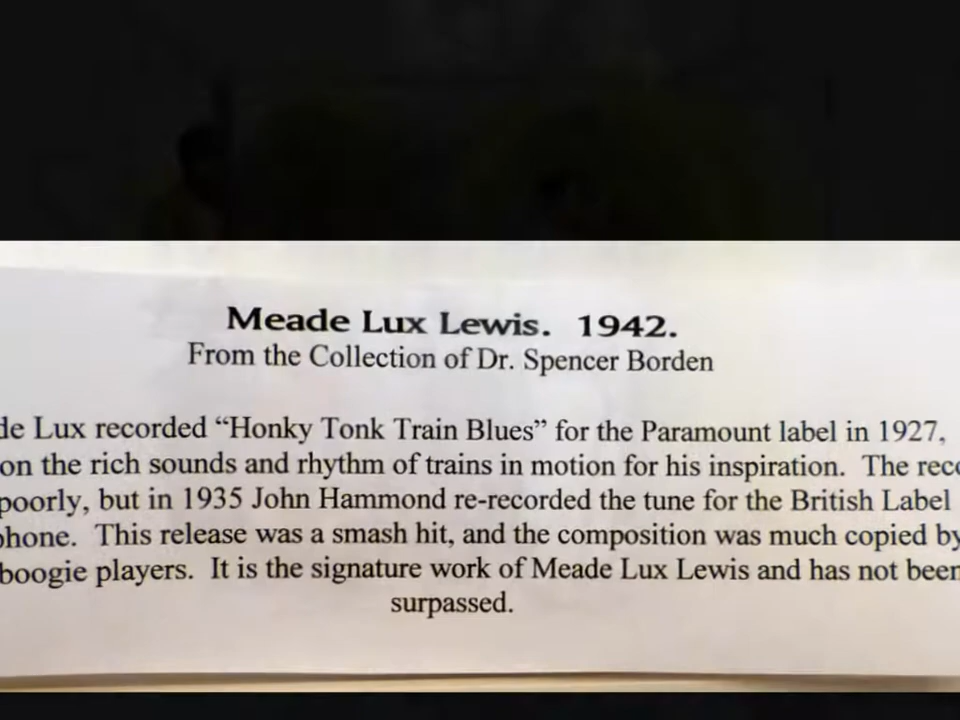 Meade Lux Lewis. 1942.
From the Collection of Dr. Spencer Borden
de Lux recorded “Honky Tonk Train Blues” for the Paramount label in 1927,
on the rich sounds and rhythm of trains in motion for his inspiration. The reco
poorly, but in 1935 John Hammond re-recorded the tune for the British Label
phone. This release was a smash hit, and the composition was much copied by
boogie players. It is the signature work of Meade Lux Lewis and has not been
surpassed.